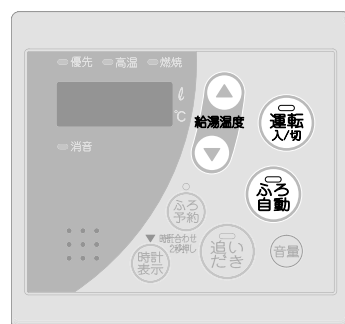 優先 高温 燃焼
ℓ
℃
給湯温度
運転
入/切
消音
ふろ
自動
ふろ
予約
▼時計合わせ
2秒押し
時計
表示
追い
だき
音量